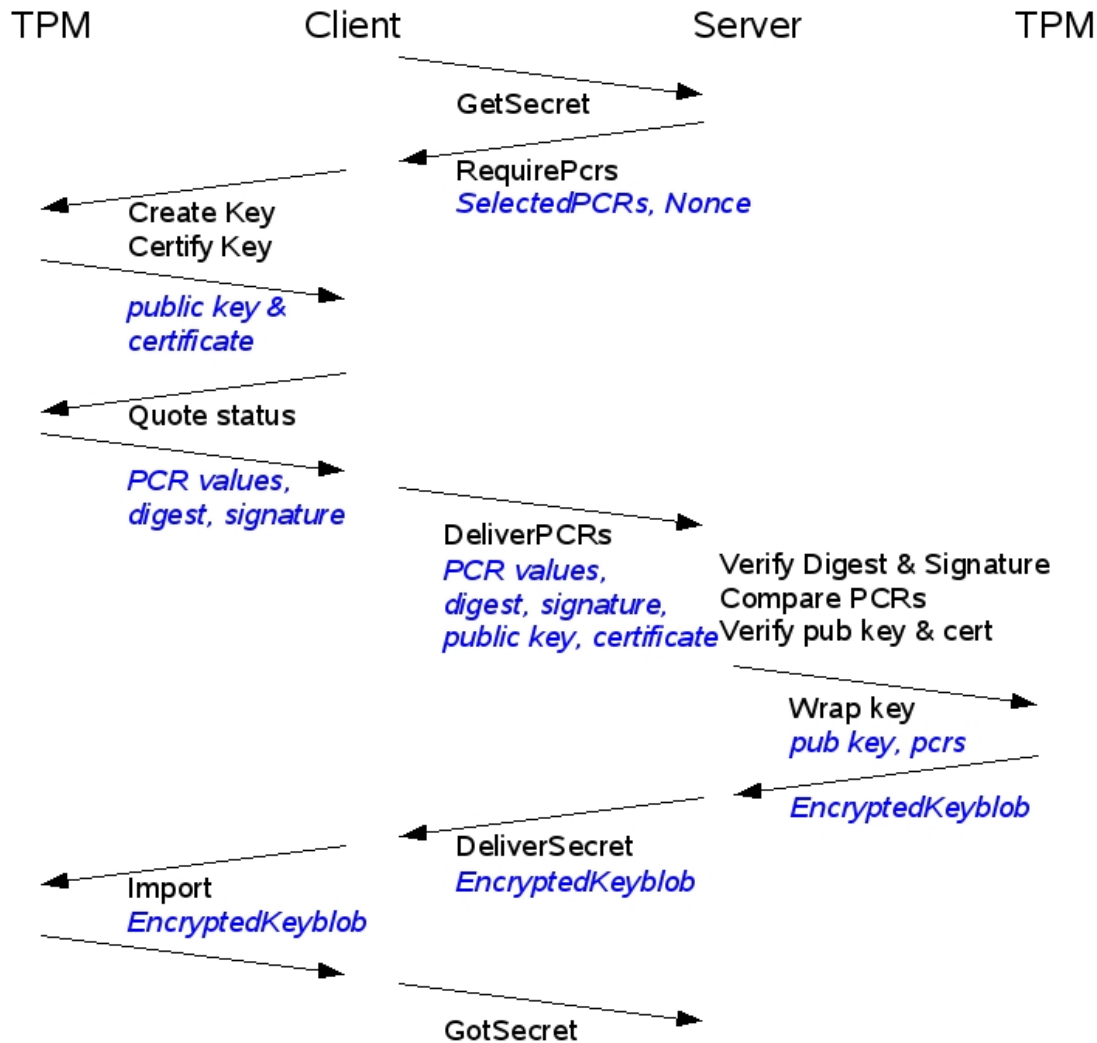 TPM Client Server TPM
GetSecret
RequirePcrs
SelectedPCRs, Nonce
Create Key
Certify Key
public key &
certificate
Quote status
PCR values,
digest, signature
DeliverPCRs
PCR values,
digest, signature,
public key, certificate
Verify Digest & Signature
Compare PCRs
Verify pub key & cert
Wrap key
pub key, pcrs
EncryptedKeyblob
DeliverSecret
EncryptedKeyblob
Import
EncryptedKeyblob
GotSecret